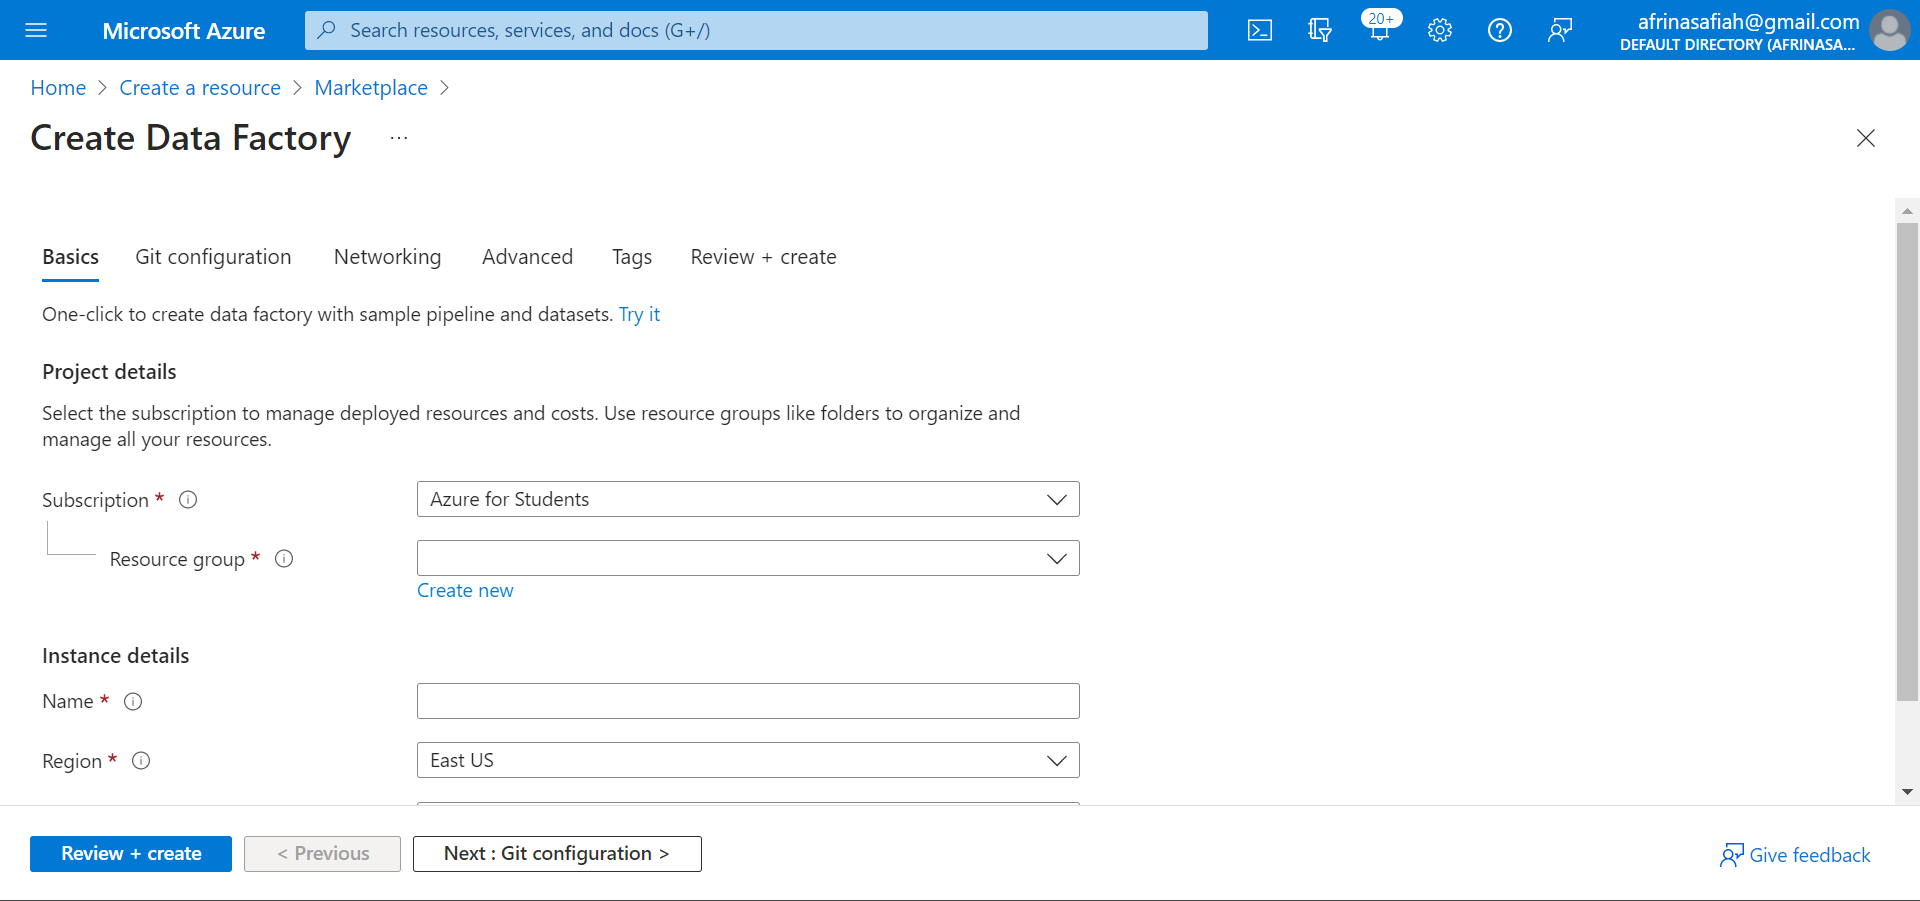 Microsoft Azure
Search resources, services, and docs (G+/)
20+
afrinasafiah@gmail.com
DEFAULT DIRECTORY (AFRINASA...
Home > Create a resource > Marketplace >
Create Data Factory ...
Basics Git configuration Networking Advanced Tags Review + create
One-click to create data factory with sample pipeline and datasets. Try it
Project details
Select the subscription to manage deployed resources and costs. Use resource groups like folders to organize and
manage all your resources.
Subscription *
Azure for Students
Resource group *
Create new
Instance details
Name *
Region *
East US
Review + create
< Previous
Next : Git configuration >
Give feedback